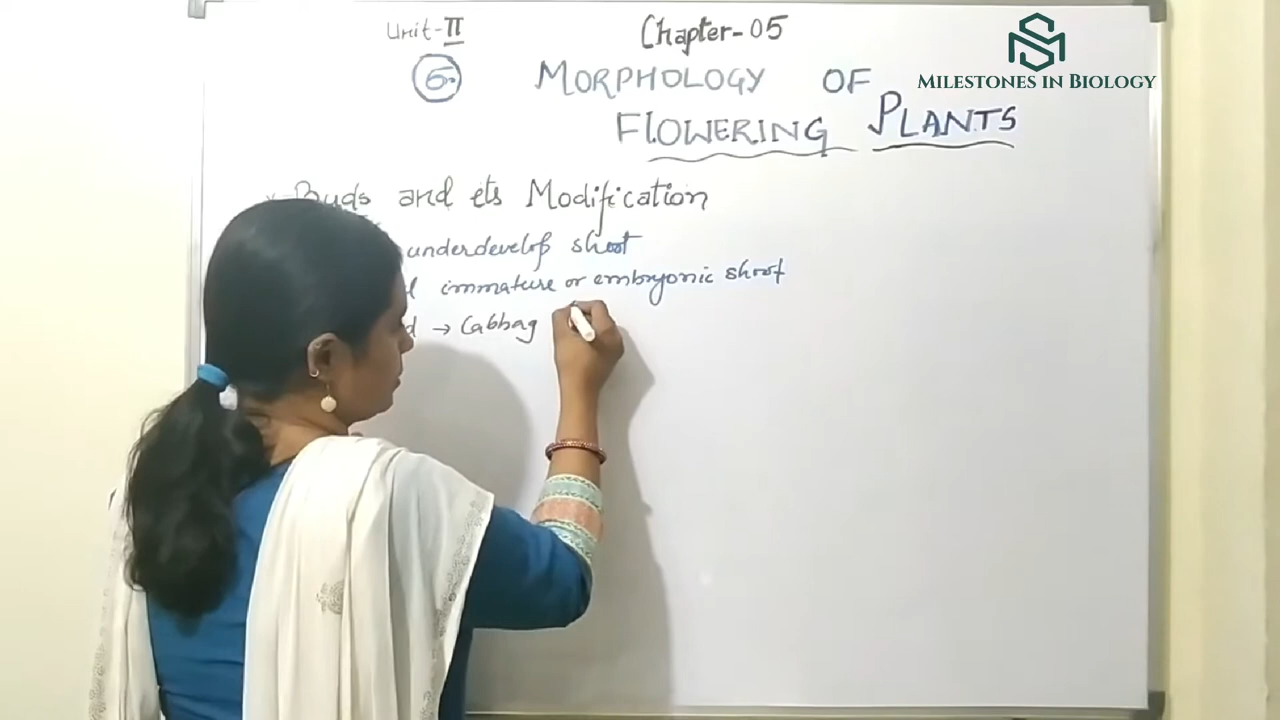 Unit-II
Chapter-05
6.
MORPHOLOGY OF
FLOWERING PLANTS
MILESTONES IN BIOLOGY
Buds and its Modification
underdevelop shoot
immature or embryonic shoot
→ Cabbag